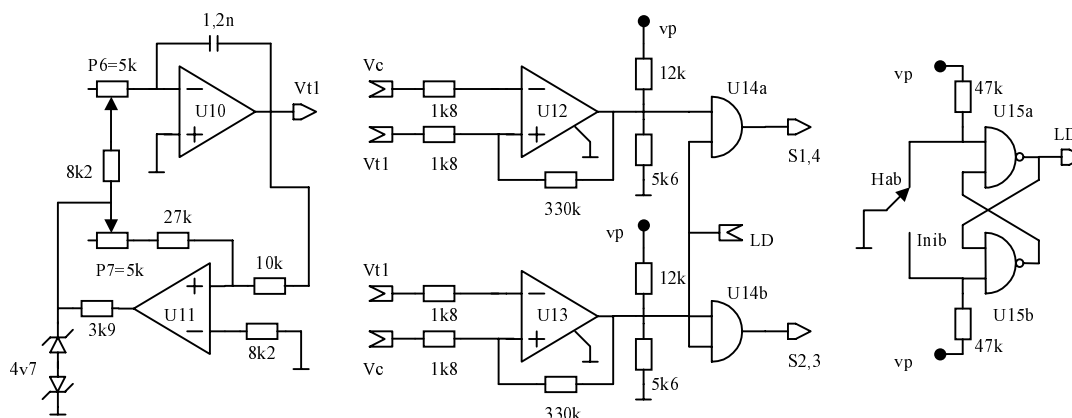 1,2n
P6=5k
U10
Vt1
8k2
27k
P7=5k
10k
U11
3k9
8k2
4v7
Vc
1k8
Vt1
1k8
U12
330k
vp
12k
5k6
U14a
S1,4
LD
vp
Vt1
1k8
Vc
1k8
U13
330k
12k
5k6
U14b
S2,3
vp
47k
U15a
LD
Hab
Inib
U15b
47k
vp